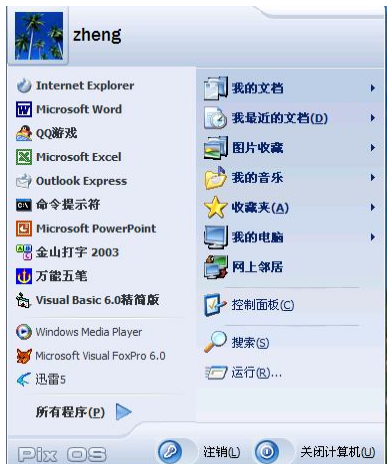 zheng
Internet Explorer
Microsoft Word
QQ游戏
Microsoft Excel
Outlook Express
命令提示符
Microsoft PowerPoint
金山打字 2003
万能五笔
Visual Basic 6.0精简版
Windows Media Player
Microsoft Visual FoxPro 6.0
迅雷5
所有程序(P)
我的文档
我最近的文档(D)
图片收藏
我的音乐
收藏夹(A)
我的电脑
网上邻居
控制面板(C)
搜索(S)
运行(R)...
Pix OS
注销(L)
关闭计算机(U)